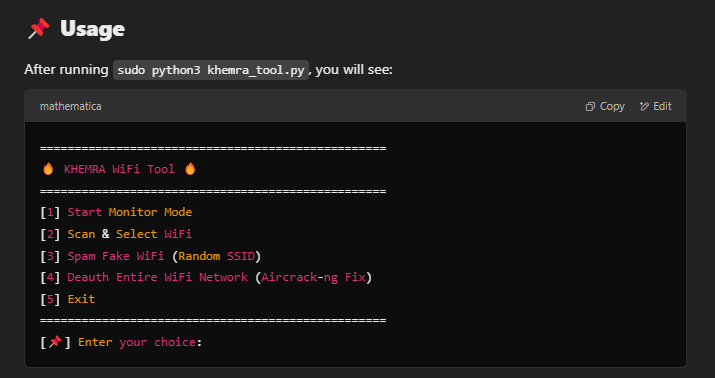 📌 Usage
After running sudo python3 khemra_tool.py, you will see:
mathematica Copy Edit
==================================================
🔥 KHEMRA WiFi Tool 🔥
==================================================
[1] Start Monitor Mode
[2] Scan & Select WiFi
[3] Spam Fake WiFi (Random SSID)
[4] Deauth Entire WiFi Network (Aircrack-ng Fix)
[5] Exit
==================================================
[📌] Enter your choice: